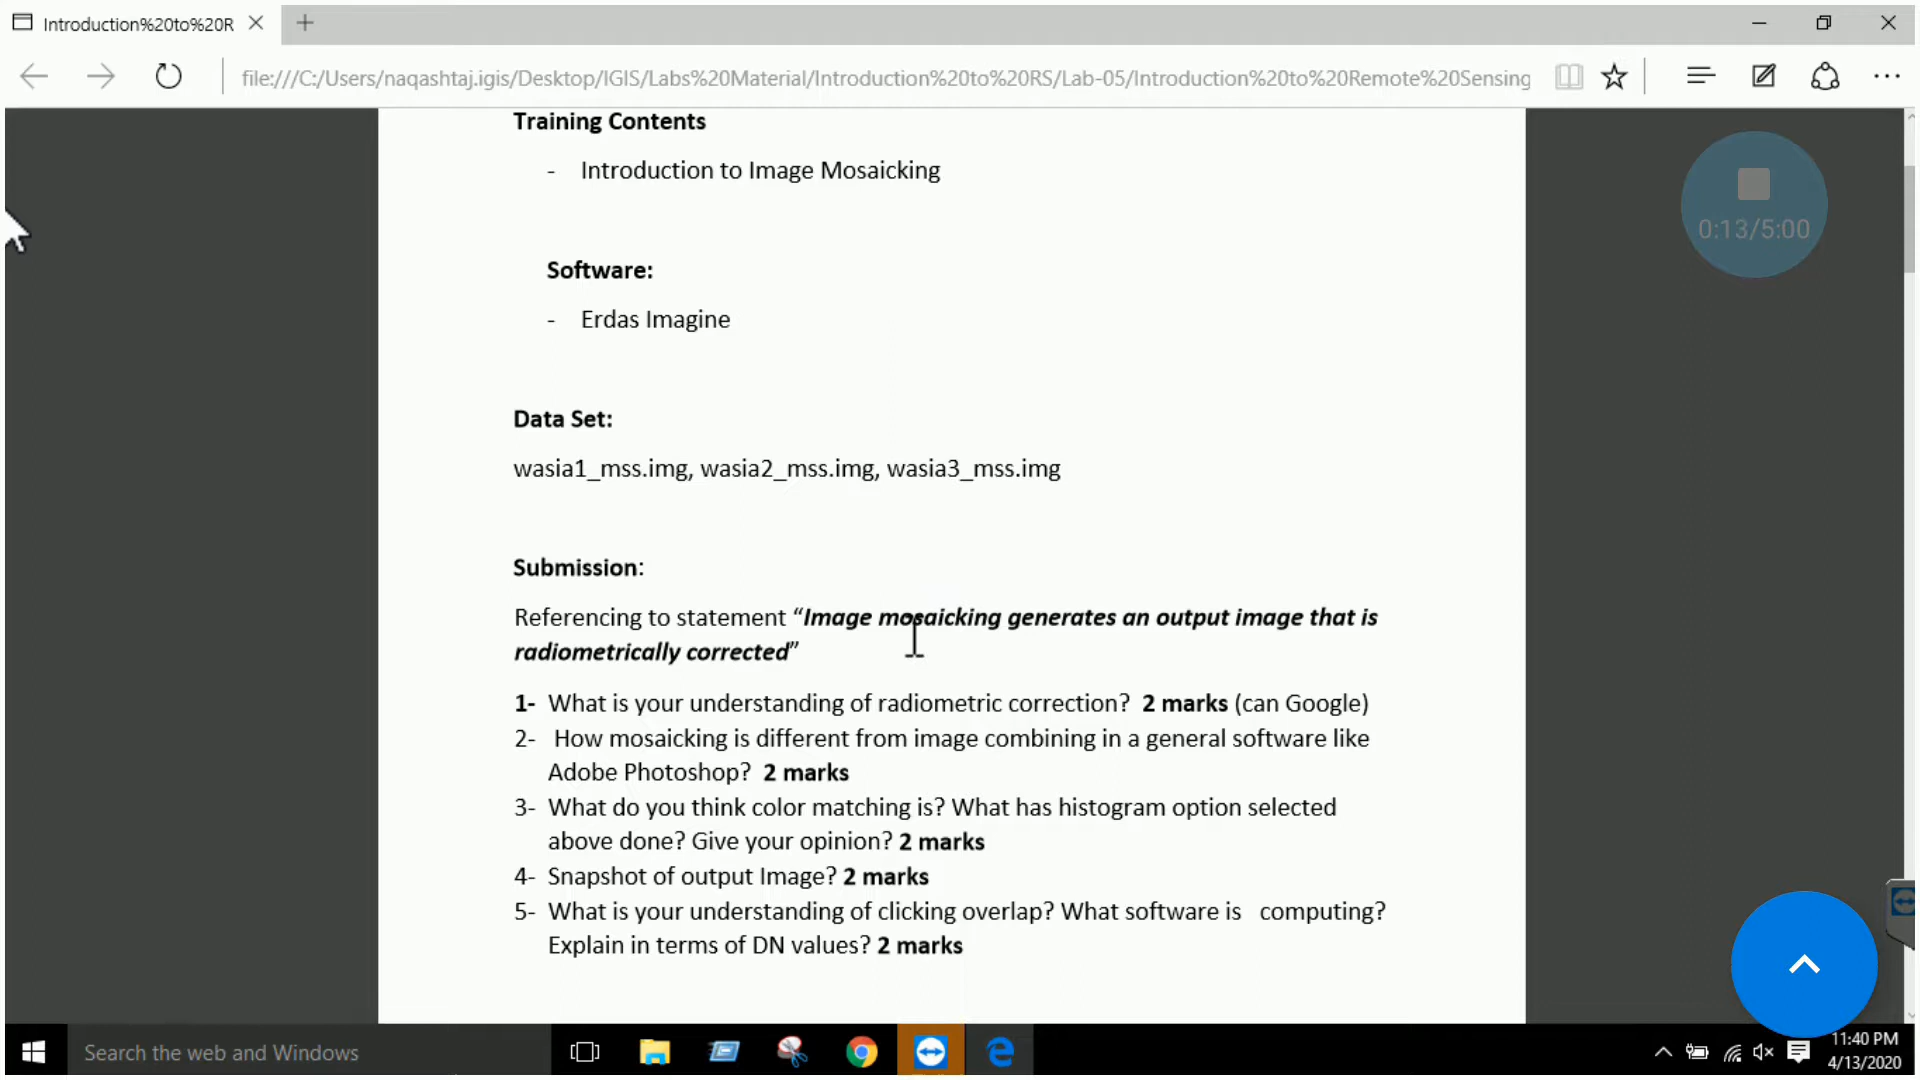 Introduction%20to%20R
file:///C:/Users/naqashtaj.igis/Desktop/IGIS/Labs%20Material/Introduction%20to%20RS/Lab-05/Introduction%20to%20Remote%20Sensing
Training Contents
- Introduction to Image Mosaicking
0:13/5:00
Software:
- Erdas Imagine
Data Set:
wasia1_mss.img, wasia2_mss.img, wasia3_mss.img
Submission:
Referencing to statement “Image mosaicking generates an output image that is
radiometrically corrected”
1- What is your understanding of radiometric correction? 2 marks (can Google)
2- How mosaicking is different from image combining in a general software like
Adobe Photoshop? 2 marks
3- What do you think color matching is? What has histogram option selected
above done? Give your opinion? 2 marks
4- Snapshot of output Image? 2 marks
5- What is your understanding of clicking overlap? What software is computing?
Explain in terms of DN values? 2 marks
Search the web and Windows
11:40 PM
4/13/2020